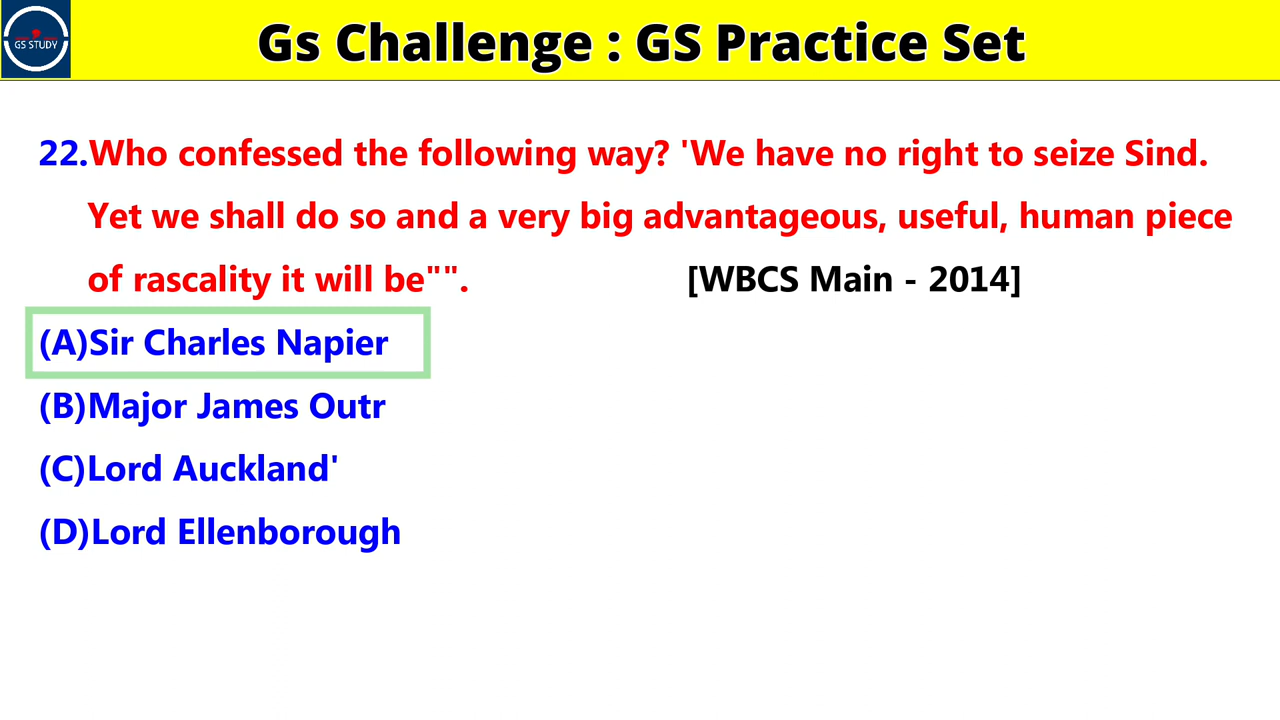 GS STUDY
Gs Challenge : GS Practice Set
22.Who confessed the following way? 'We have no right to seize Sind.
Yet we shall do so and a very big advantageous, useful, human piece
of rascality it will be"". [WBCS Main - 2014]
(A)Sir Charles Napier
(B)Major James Outr
(C)Lord Auckland'
(D)Lord Ellenborough